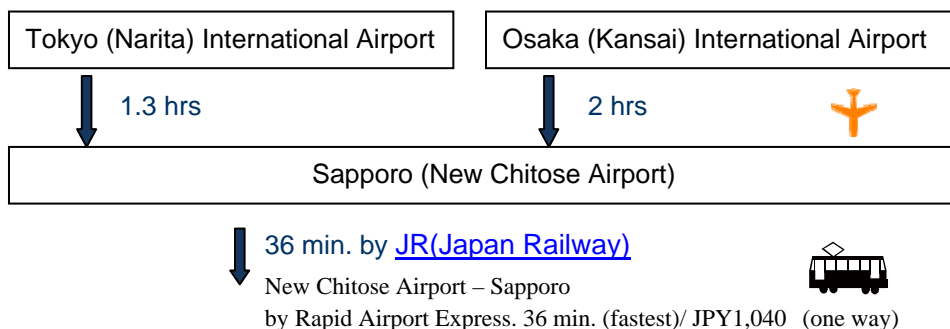 Tokyo (Narita) International Airport
Osaka (Kansai) International Airport
1.3 hrs
2 hrs
Sapporo (New Chitose Airport)
36 min. by JR(Japan Railway)
New Chitose Airport – Sapporo
by Rapid Airport Express. 36 min. (fastest)/ JPY1,040 (one way)